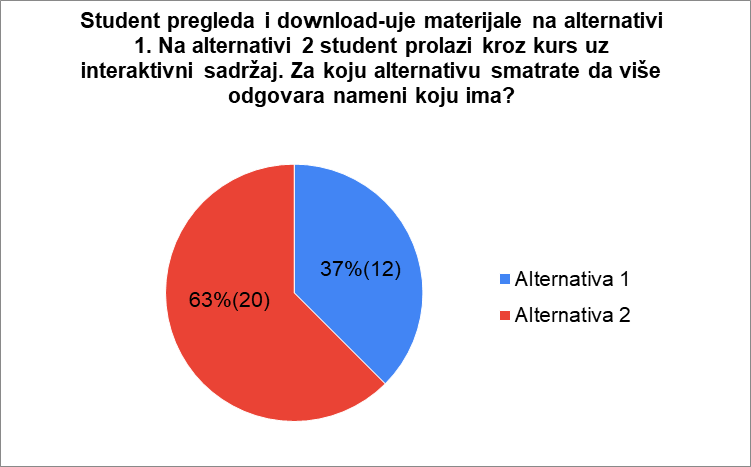 Student pregleda i download-uje materijale na alternativi
1. Na alternativi 2 student prolazi kroz kurs uz
interaktivni sadržaj. Za koju alternativu smatrate da više
odgovara nameni koju ima?
37%(12)
63%(20)
Alternativa 1
Alternativa 2